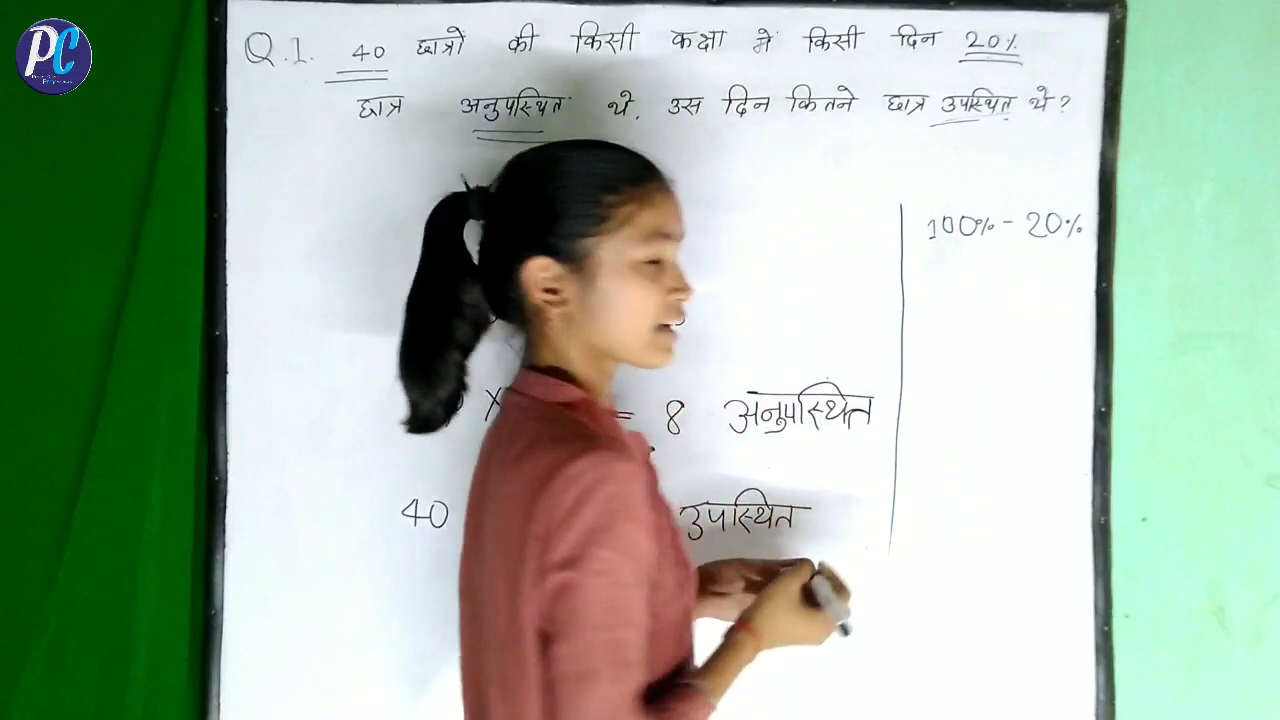 PC
Q.1. 40 छात्रों की किसी कक्षा में किसी दिन 20%
छात्र अनुपस्थित थे, उस दिन कितने छात्र उपस्थित थे?
100% - 20%
× = 8 अनुपस्थित
40 उपस्थित